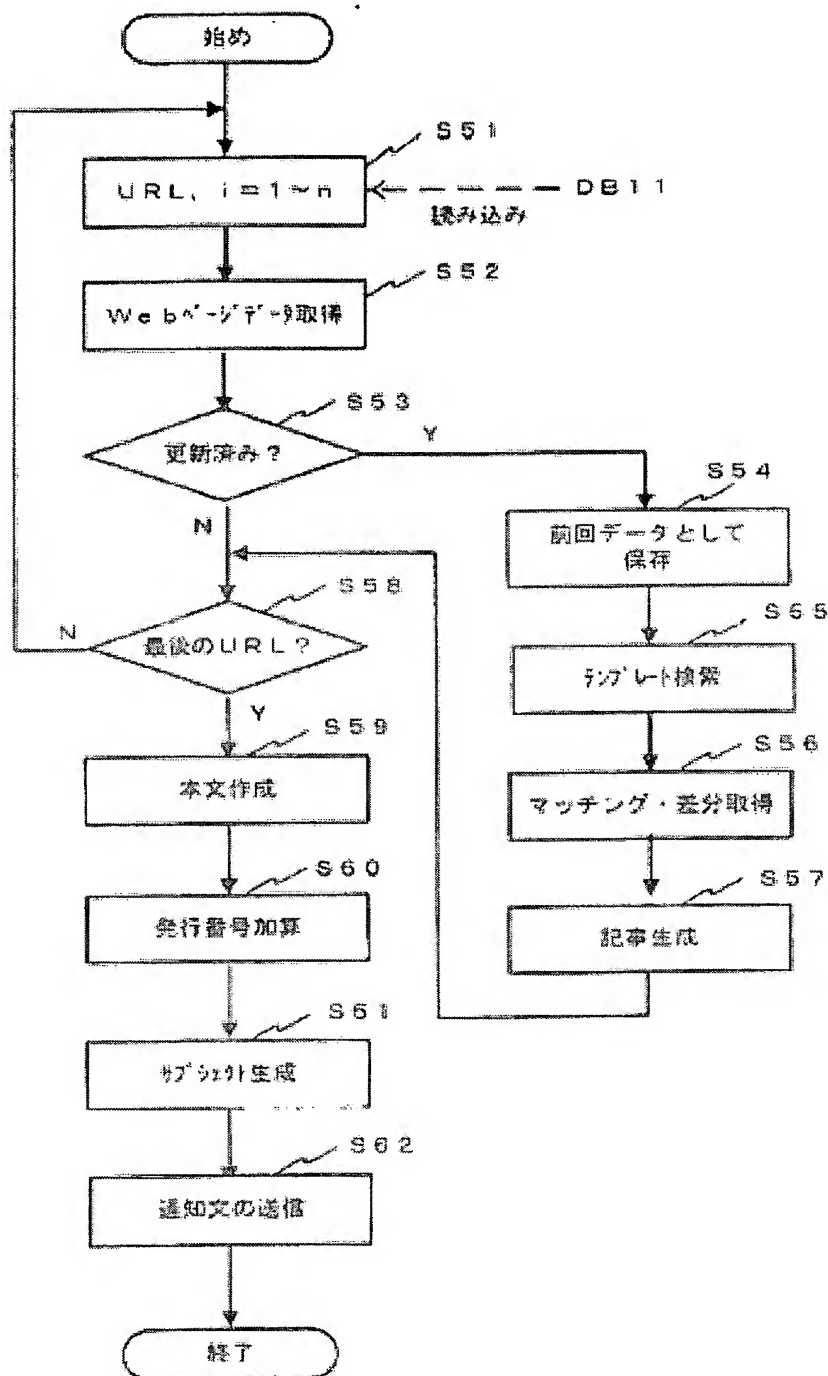 始め
S51
URL, i=1~n
DB11
読み込み
S52
Webページデータ取得
S53
更新済み?
Y
N
S54
前回データとして
保存
S55
テンプレート検索
S56
マッチング・差分取得
S57
記事生成
S58
最後のURL?
N
Y
S59
本文作成
S60
発行番号加算
S61
サブジェクト生成
S62
通知文の送信
終了